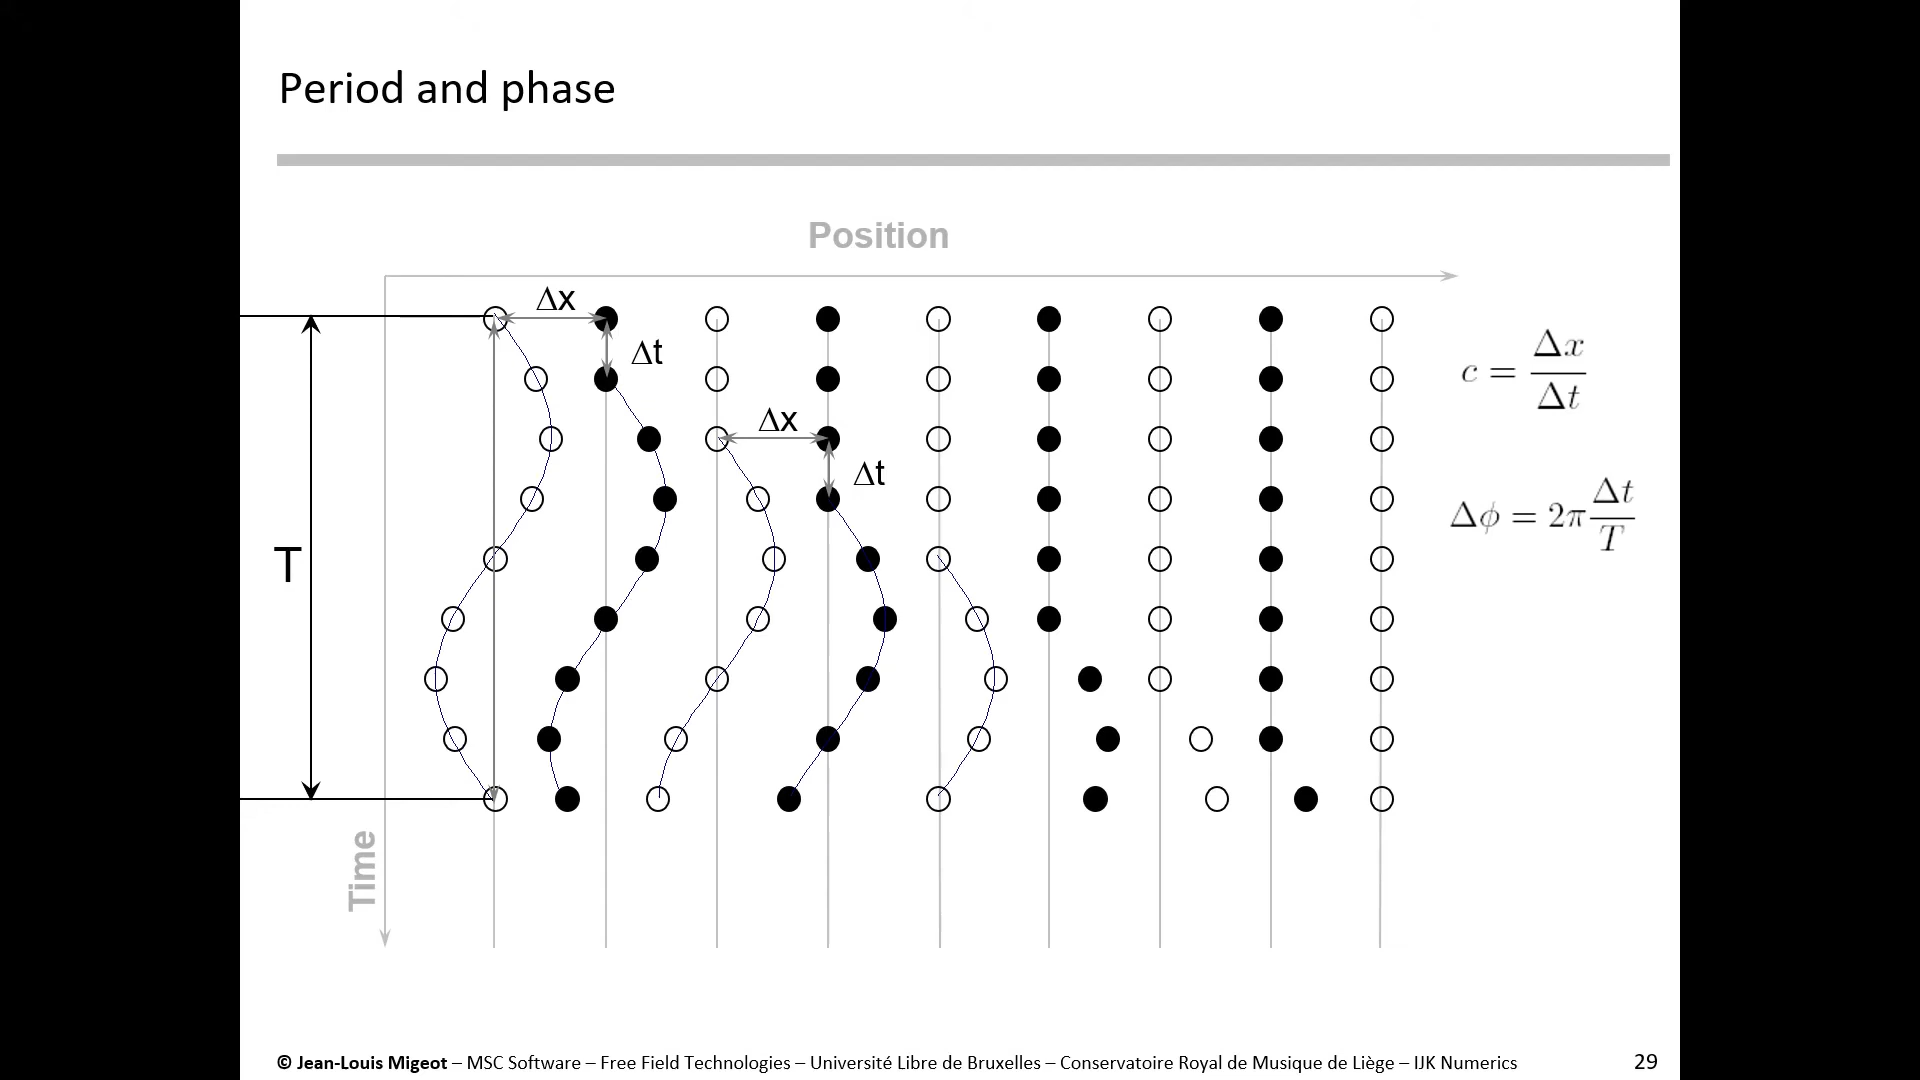 Period and phase
Position
Δx
Δt
Δx
Δt
T
Time
c = Δx/Δt
Δϕ = 2π Δt/T
© Jean-Louis Migeot – MSC Software – Free Field Technologies – Université Libre de Bruxelles – Conservatoire Royal de Musique de Liège – IJK Numerics
29